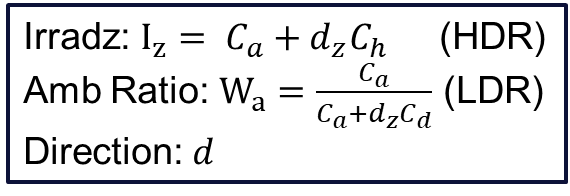 Irradz: I_z = C_a + d_z C_h (HDR)
Amb Ratio: W_a = C_a / (C_a + d_z C_d) (LDR)
Direction: d